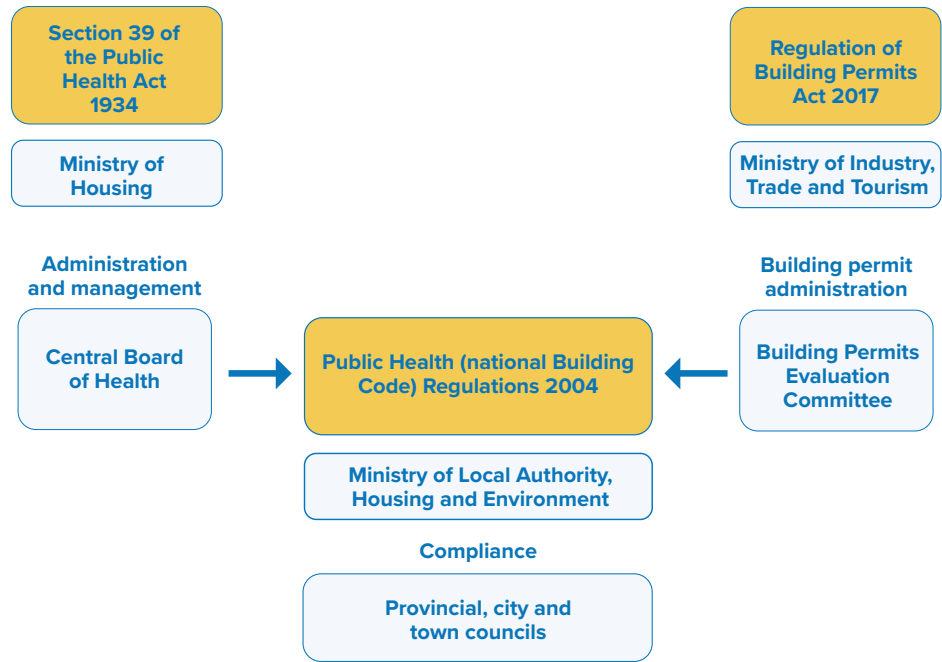 Section 39 of
the Public
Health Act
1934
Ministry of
Housing
Administration
and management
Central Board
of Health
Public Health (national Building
Code) Regulations 2004
Ministry of Local Authority,
Housing and Environment
Compliance
Provincial, city and
town councils
Regulation of
Building Permits
Act 2017
Ministry of Industry,
Trade and Tourism
Building permit
administration
Building Permits
Evaluation
Committee